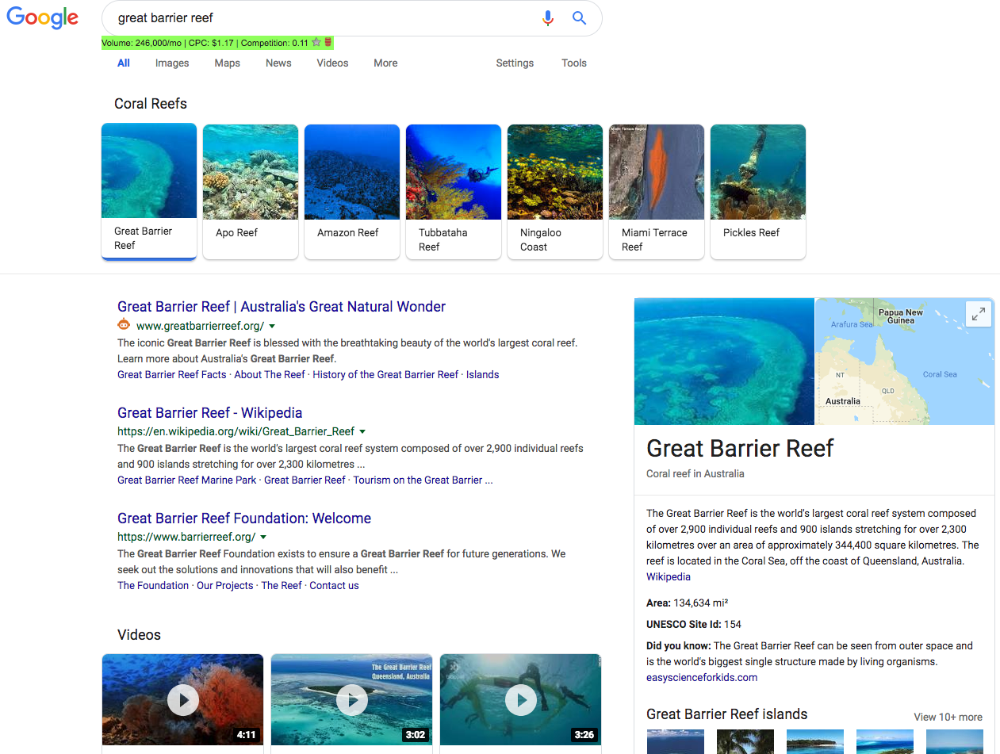 Google
great barrier reef
Volume: 246,000/mo | CPC: $1.17 | Competition: 0.11
All Images Maps News Videos More Settings Tools
Coral Reefs
Miami Terrace Region
Great Barrier
Reef
Apo Reef
Amazon Reef
Tubbataha
Reef
Ningaloo
Coast
Miami Terrace
Reef
Pickles Reef
Great Barrier Reef | Australia's Great Natural Wonder
www.greatbarrierreef.org/
The iconic Great Barrier Reef is blessed with the breathtaking beauty of the world's largest coral reef.
Learn more about Australia's Great Barrier Reef.
Great Barrier Reef Facts · About The Reef · History of the Great Barrier Reef · Islands
Great Barrier Reef - Wikipedia
https://en.wikipedia.org/wiki/Great_Barrier_Reef
The Great Barrier Reef is the world's largest coral reef system composed of over 2,900 individual reefs
and 900 islands stretching for over 2,300 kilometres ...
Great Barrier Reef Marine Park · Great Barrier Reef · Tourism on the Great Barrier ...
Great Barrier Reef Foundation: Welcome
https://www.barrierreef.org/
The Great Barrier Reef Foundation exists to ensure a Great Barrier Reef for future generations. We
seek out the solutions and innovations that will also benefit ...
The Foundation · Our Projects · The Reef · Contact us
Videos
4:11
The Great Barrier Reef
Queensland, Australia
3:02
3:26
Papua New
Guinea
Arafura Sea
Coral Sea
NT
QLD
Australia
Great Barrier Reef
Coral reef in Australia
The Great Barrier Reef is the world's largest coral reef system composed
of over 2,900 individual reefs and 900 islands stretching for over 2,300
kilometres over an area of approximately 344,400 square kilometres. The
reef is located in the Coral Sea, off the coast of Queensland, Australia.
Wikipedia
Area: 134,634 mi²
UNESCO Site Id: 154
Did you know: The Great Barrier Reef can be seen from outer space and
is the world's biggest single structure made by living organisms.
easyscienceforkids.com
Great Barrier Reef islands
View 10+ more